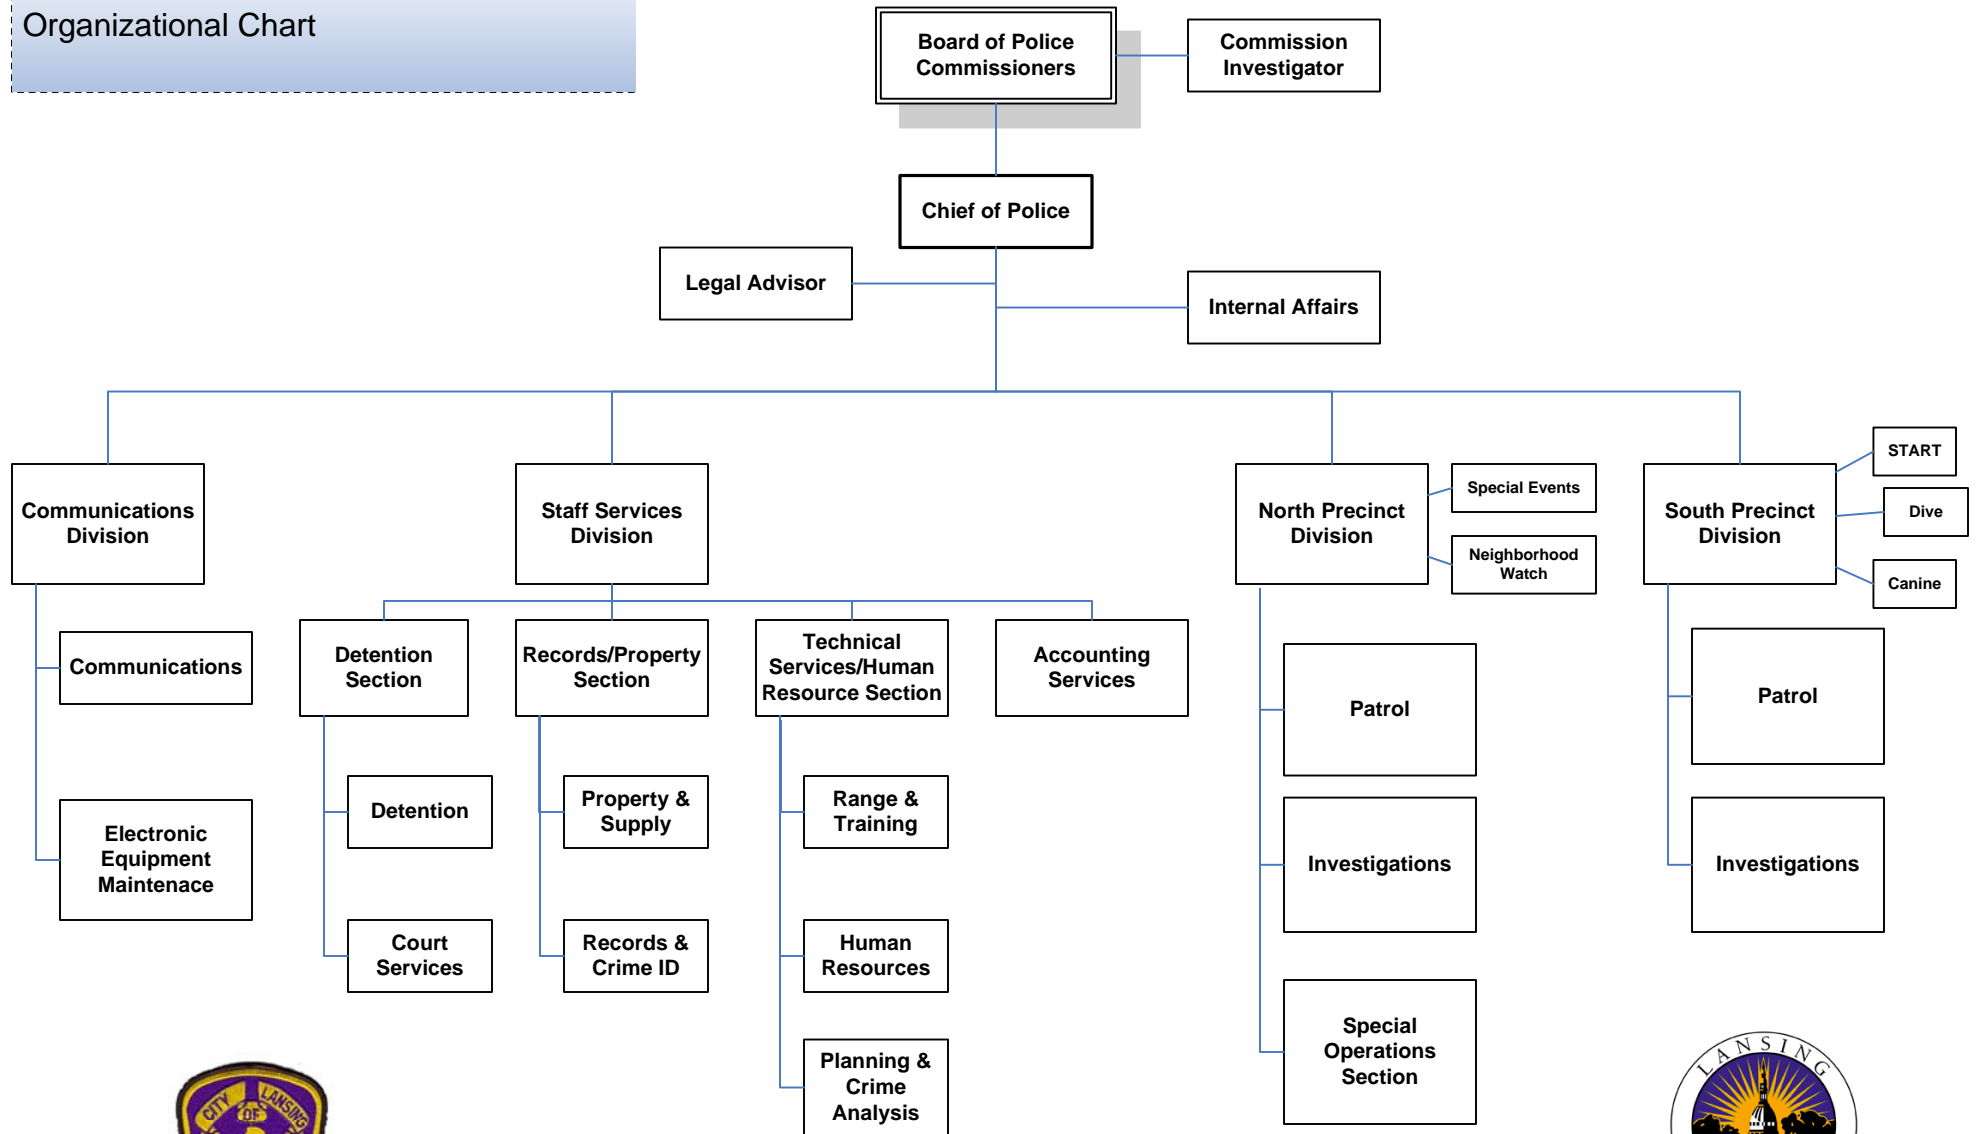 Organizational Chart
Board of Police
Commissioners
Commission
Investigator
Chief of Police
Legal Advisor
Internal Affairs
Communications
Division
Staff Services
Division
North Precinct
Division
Special Events
Neighborhood
Watch
South Precinct
Division
START
Dive
Canine
Communications
Electronic
Equipment
Maintenace
Detention
Section
Detention
Court
Services
Records/Property
Section
Property &
Supply
Records &
Crime ID
Technical
Services/Human
Resource Section
Range &
Training
Human
Resources
Planning &
Crime
Analysis
Accounting
Services
Patrol
Investigations
Special
Operations
Section
Patrol
Investigations
CITY OF LANSING
LANSING